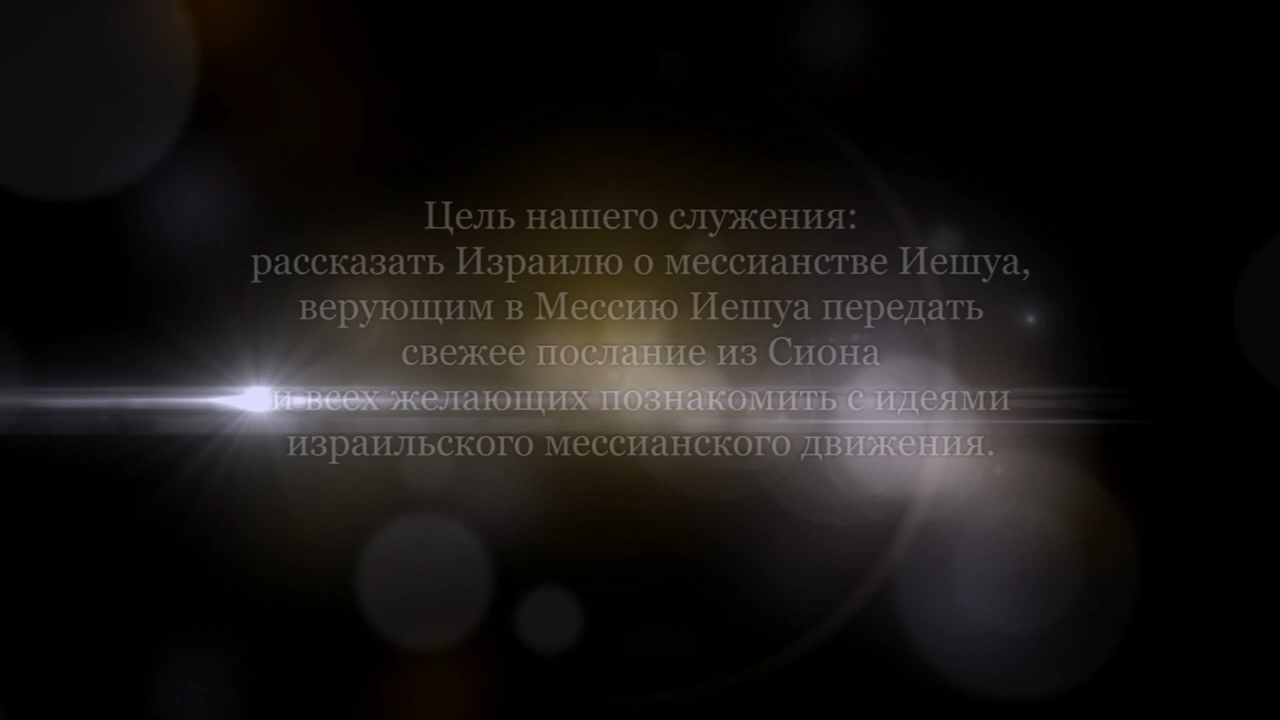 Цель нашего служения:
рассказать Израилю о мессианстве Иешуа,
верующим в Мессию Иешуа передать
свежее послание из Сиона
и всех желающих познакомить с идеями
израильского мессианского движения.